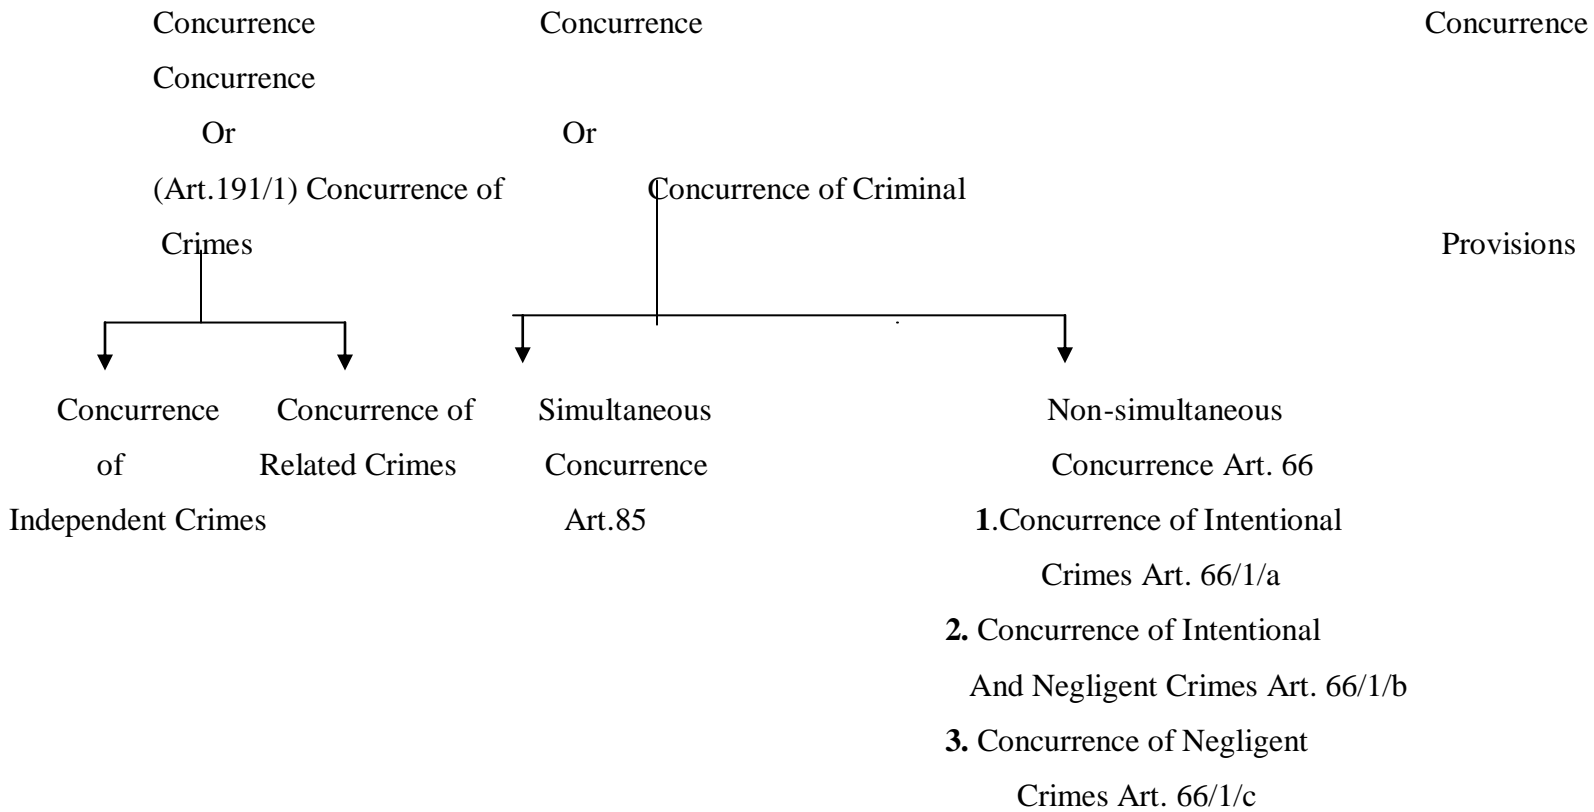 Concurrence Concurrence Concurrence
Concurrence
Or Or
(Art.191/1) Concurrence of Concurrence of Criminal
Crimes Provisions
Concurrence Concurrence of Simultaneous Non-simultaneous
of Related Crimes Concurrence Concurrence Art. 66
Independent Crimes Art.85 1.Concurrence of Intentional
Crimes Art. 66/1/a
2. Concurrence of Intentional
And Negligent Crimes Art. 66/1/b
3. Concurrence of Negligent
Crimes Art. 66/1/c